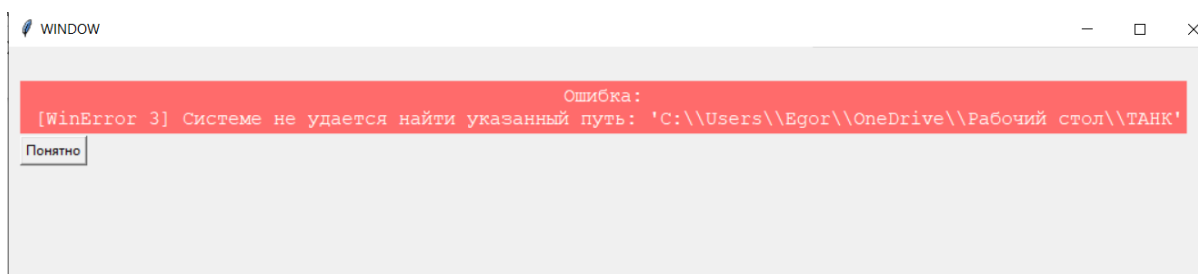 WINDOW
Ошибка:
[WinError 3] Системе не удается найти указанный путь: 'C:\\Users\\Egor\\OneDrive\\Рабочий стол\\ТАНК'
Понятно